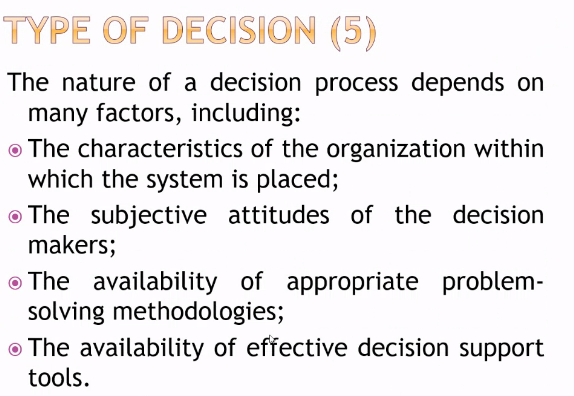 TYPE OF DECISION (5)
The nature of a decision process depends on
many factors, including:
The characteristics of the organization within
which the system is placed;
The subjective attitudes of the decision
makers;
The availability of appropriate problem-
solving methodologies;
The availability of effective decision support
tools.